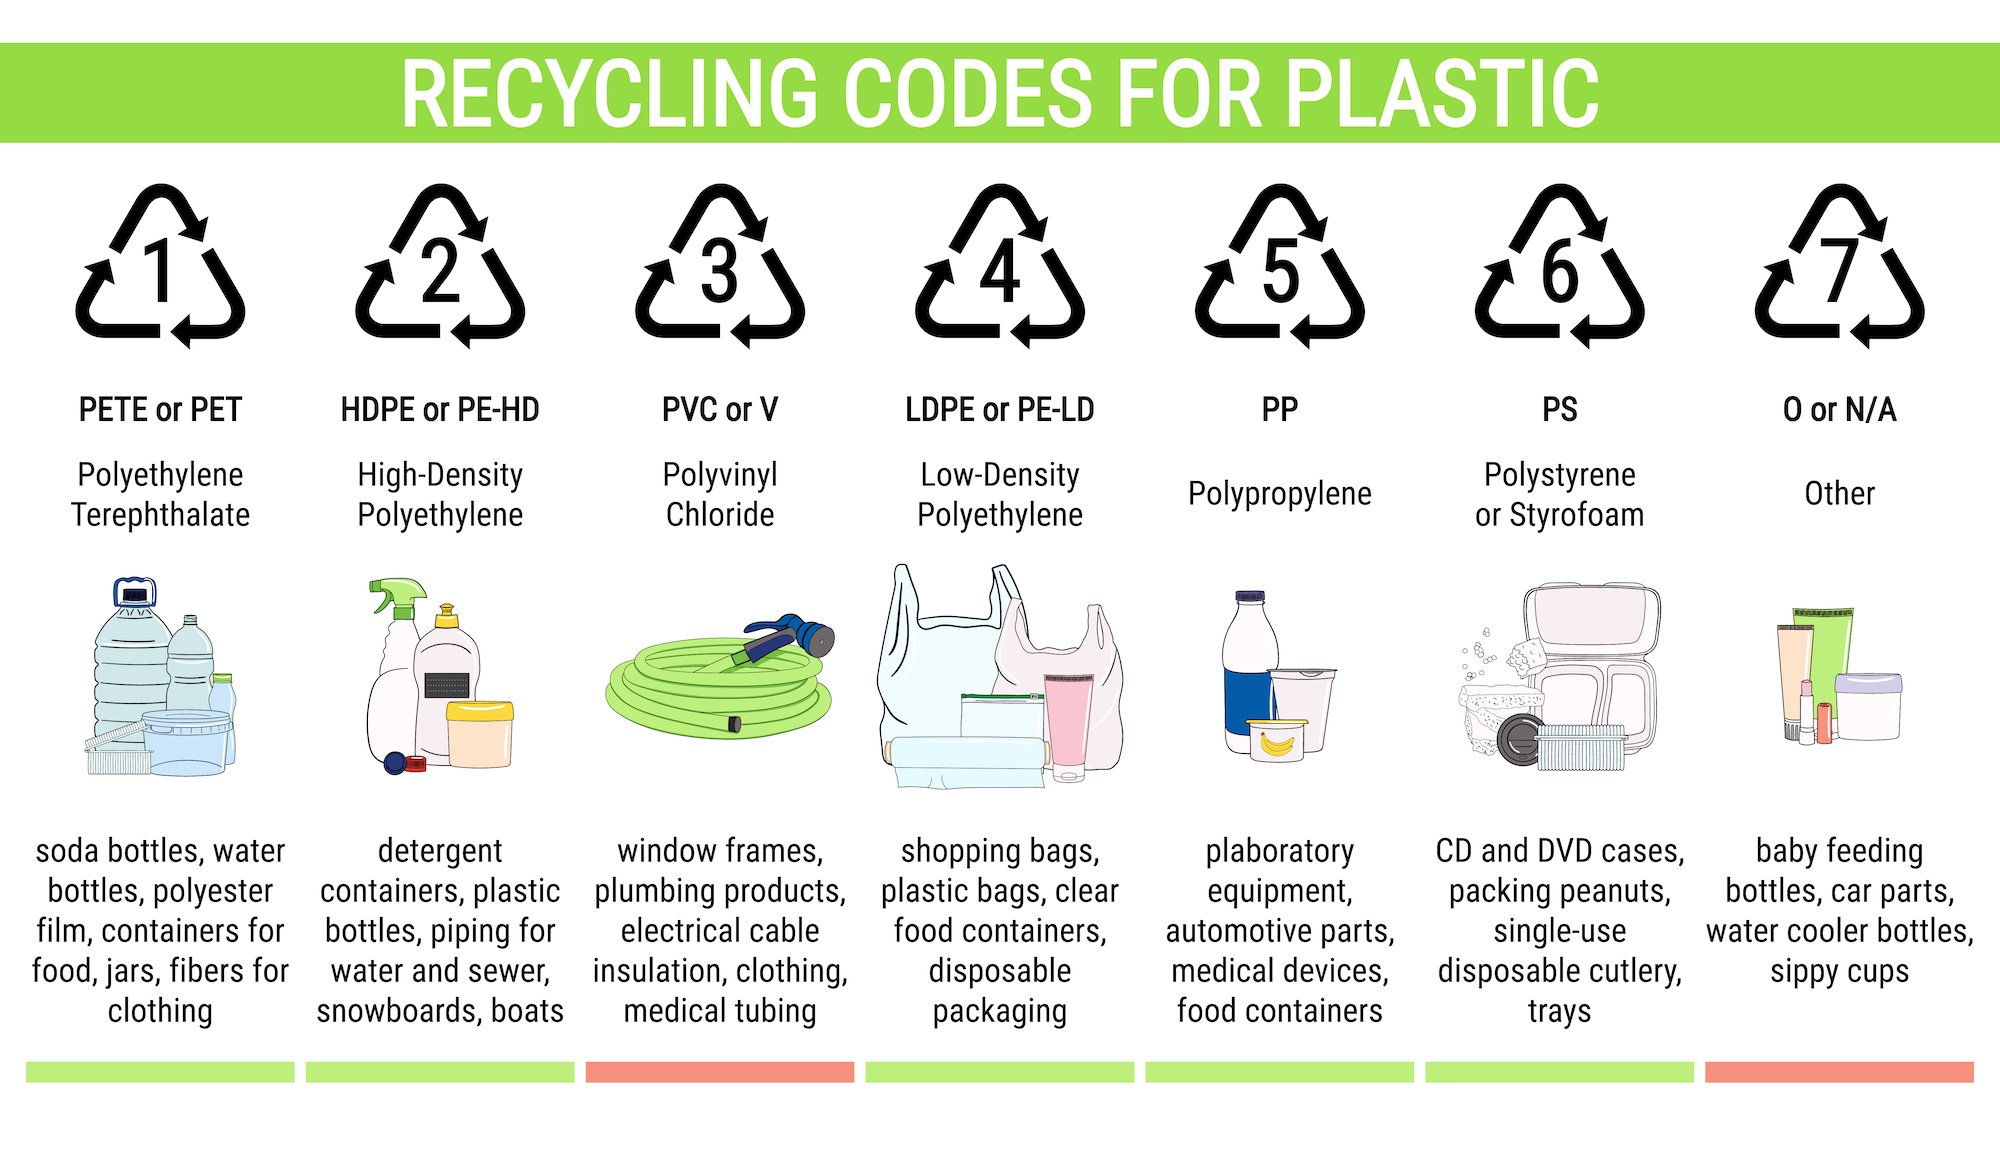 RECYCLING CODES FOR PLASTIC
1
PETE or PET
Polyethylene
Terephthalate
soda bottles, water
bottles, polyester
film, containers for
food, jars, fibers for
clothing
2
HDPE or PE-HD
High-Density
Polyethylene
detergent
containers, plastic
bottles, piping for
water and sewer,
snowboards, boats
3
PVC or V
Polyvinyl
Chloride
window frames,
plumbing products,
electrical cable
insulation, clothing,
medical tubing
4
LDPE or PE-LD
Low-Density
Polyethylene
shopping bags,
plastic bags, clear
food containers,
disposable
packaging
5
PP
Polypropylene
plaboratory
equipment,
automotive parts,
medical devices,
food containers
6
PS
Polystyrene
or Styrofoam
CD and DVD cases,
packing peanuts,
single-use
disposable cutlery,
trays
7
O or N/A
Other
baby feeding
bottles, car parts,
water cooler bottles,
sippy cups